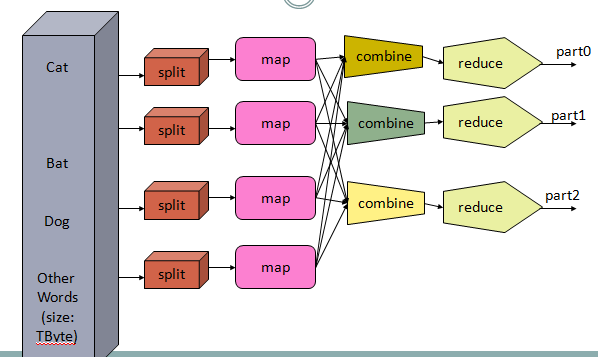 Cat
Bat
Dog
Other
Words
(size:
TByte)
split
split
split
split
map
map
map
map
combine
combine
combine
reduce
reduce
reduce
part0
part1
part2